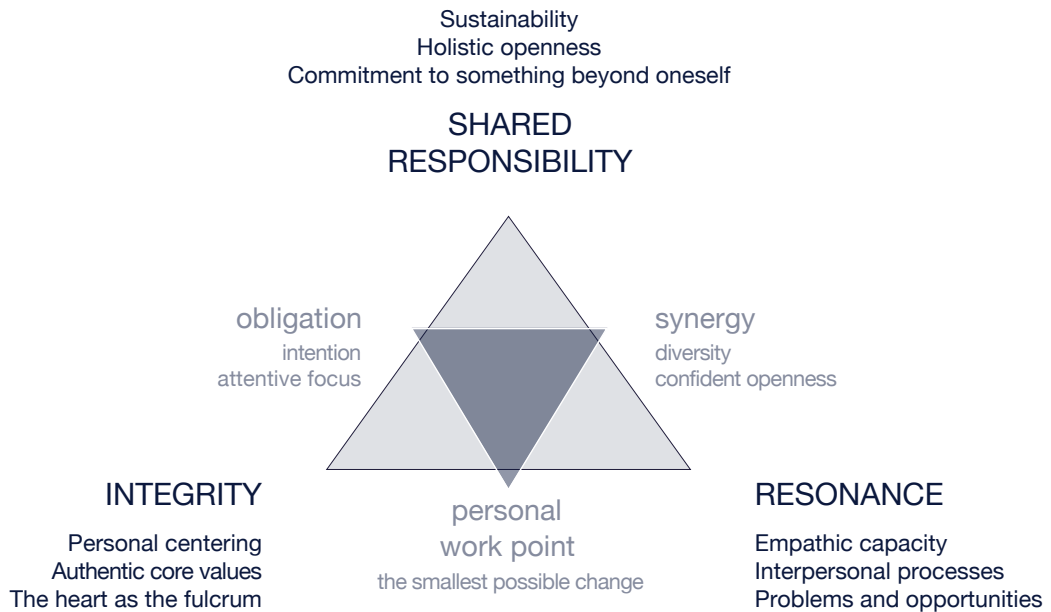 Sustainability
Holistic openness
Commitment to something beyond oneself
SHARED
RESPONSIBILITY
obligation
intention
attentive focus
synergy
diversity
confident openness
INTEGRITY
Personal centering
Authentic core values
The heart as the fulcrum
personal
work point
the smallest possible change
RESONANCE
Empathic capacity
Interpersonal processes
Problems and opportunities